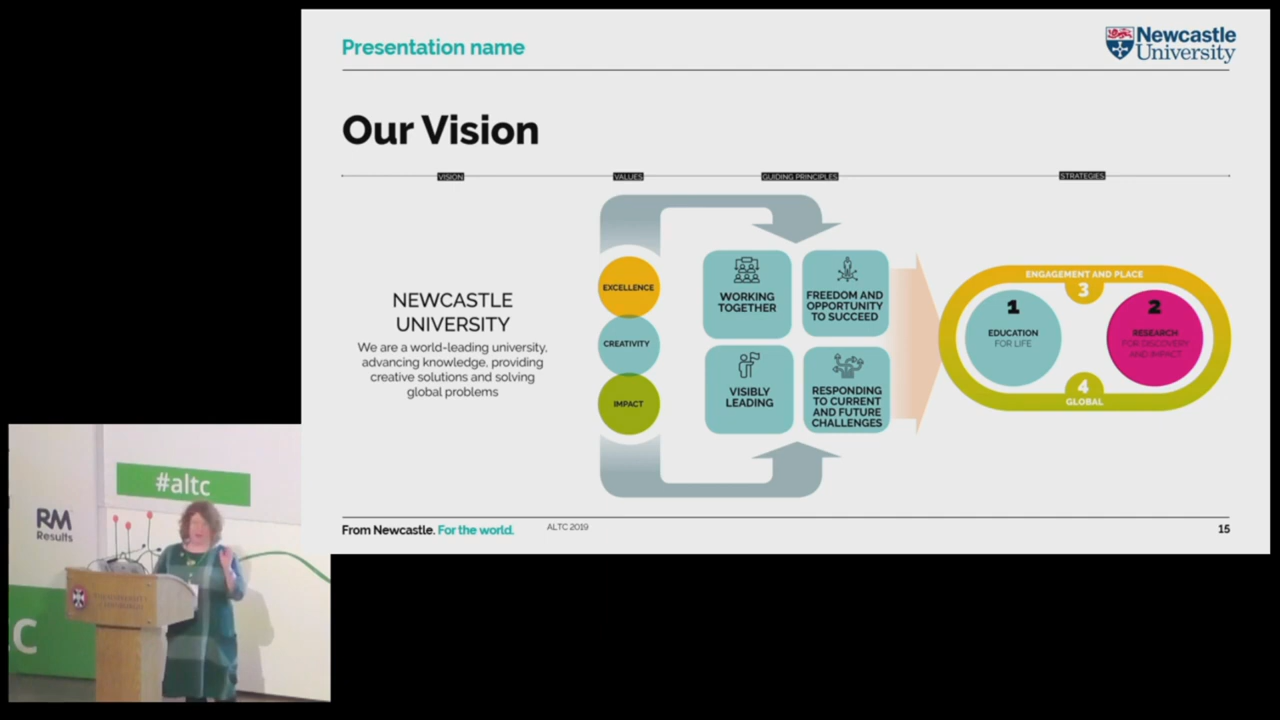 Presentation name
Newcastle
University
Our Vision
VISION
VALUES
GUIDING PRINCIPLES
STRATEGIES
NEWCASTLE
UNIVERSITY
We are a world-leading university,
advancing knowledge, providing
creative solutions and solving
global problems
EXCELLENCE
CREATIVITY
IMPACT
WORKING
TOGETHER
FREEDOM AND
OPPORTUNITY
TO SUCCEED
VISIBLY
LEADING
RESPONDING
TO CURRENT
AND FUTURE
CHALLENGES
ENGAGEMENT AND PLACE
3
1
EDUCATION
FOR LIFE
2
RESEARCH
FOR DISCOVERY
AND IMPACT
4
GLOBAL
From Newcastle. For the world.
ALTC 2019
15
#altc
RM
Results
C